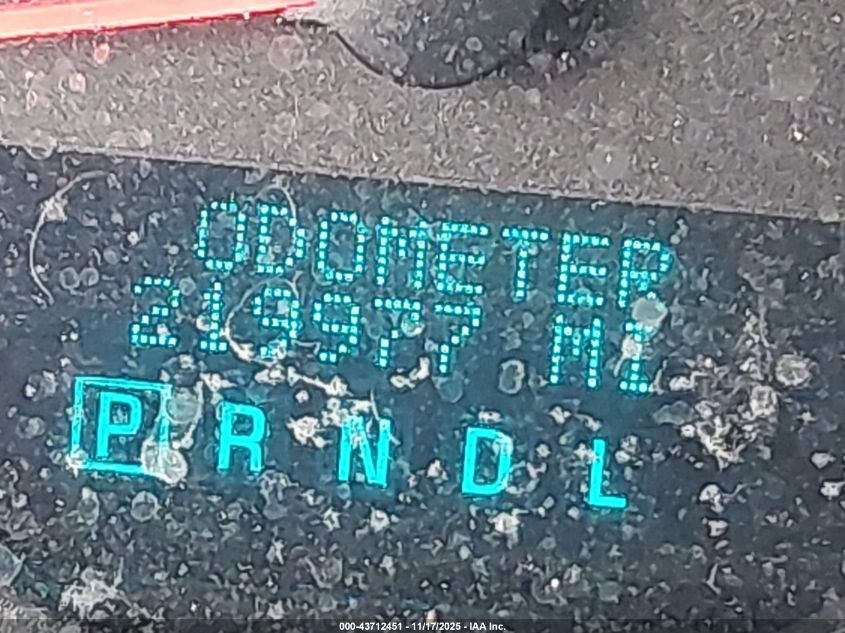 ODOMETER
219977 MI
P R N D L
000-43712451 - 11/17/2025 - IAA Inc.